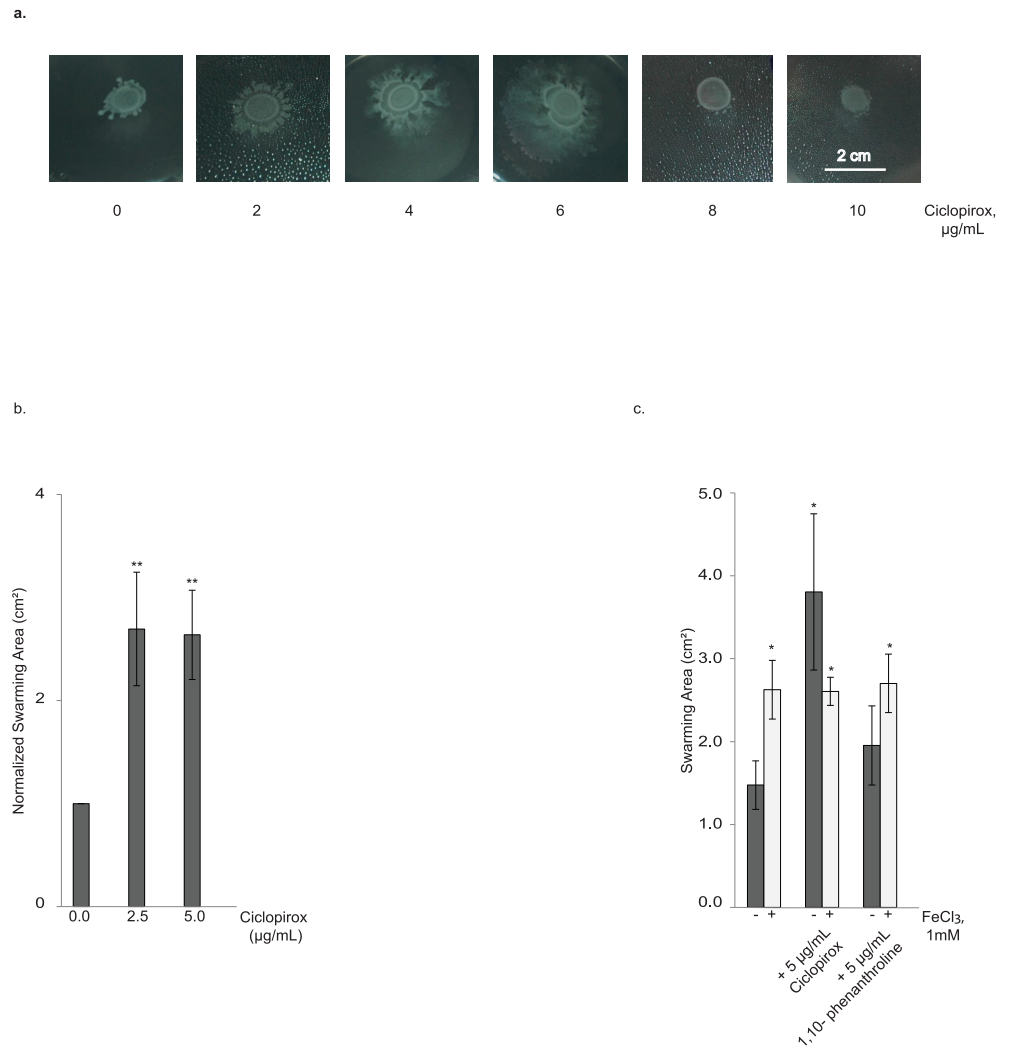 a.
2 cm
0 2 4 6 8 10 Ciclopirox,
µg/mL
b.
4
2
0
Normalized Swarming Area (cm²)
** **
0.0 2.5 5.0 Ciclopirox
(µg/mL)
c.
5.0
4.0
3.0
2.0
1.0
0.0
Swarming Area (cm²)
* * * *
- + - + - + FeCl3,
1mM
+ 5 µg/mL
Ciclopirox
+ 5 µg/mL
1,10- phenanthroline